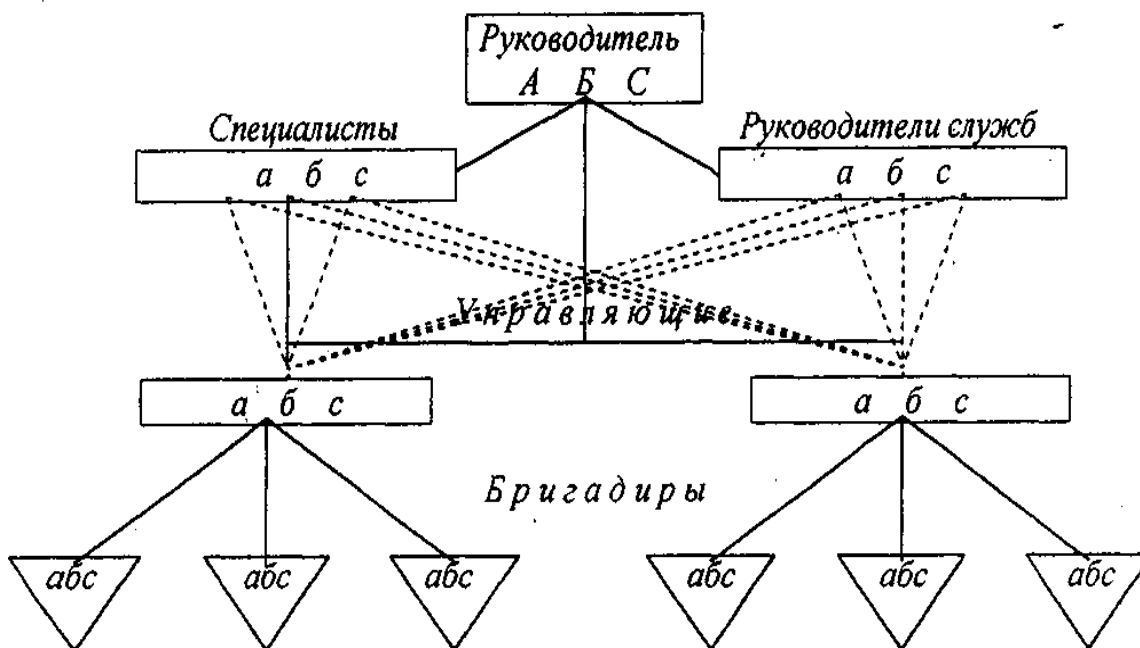 Руководитель
А Б С
Специалисты
Руководители служб
а б с
а б с
Управляющие
а б с
а б с
Бригадиры
абс
абс
абс
абс
абс
абс